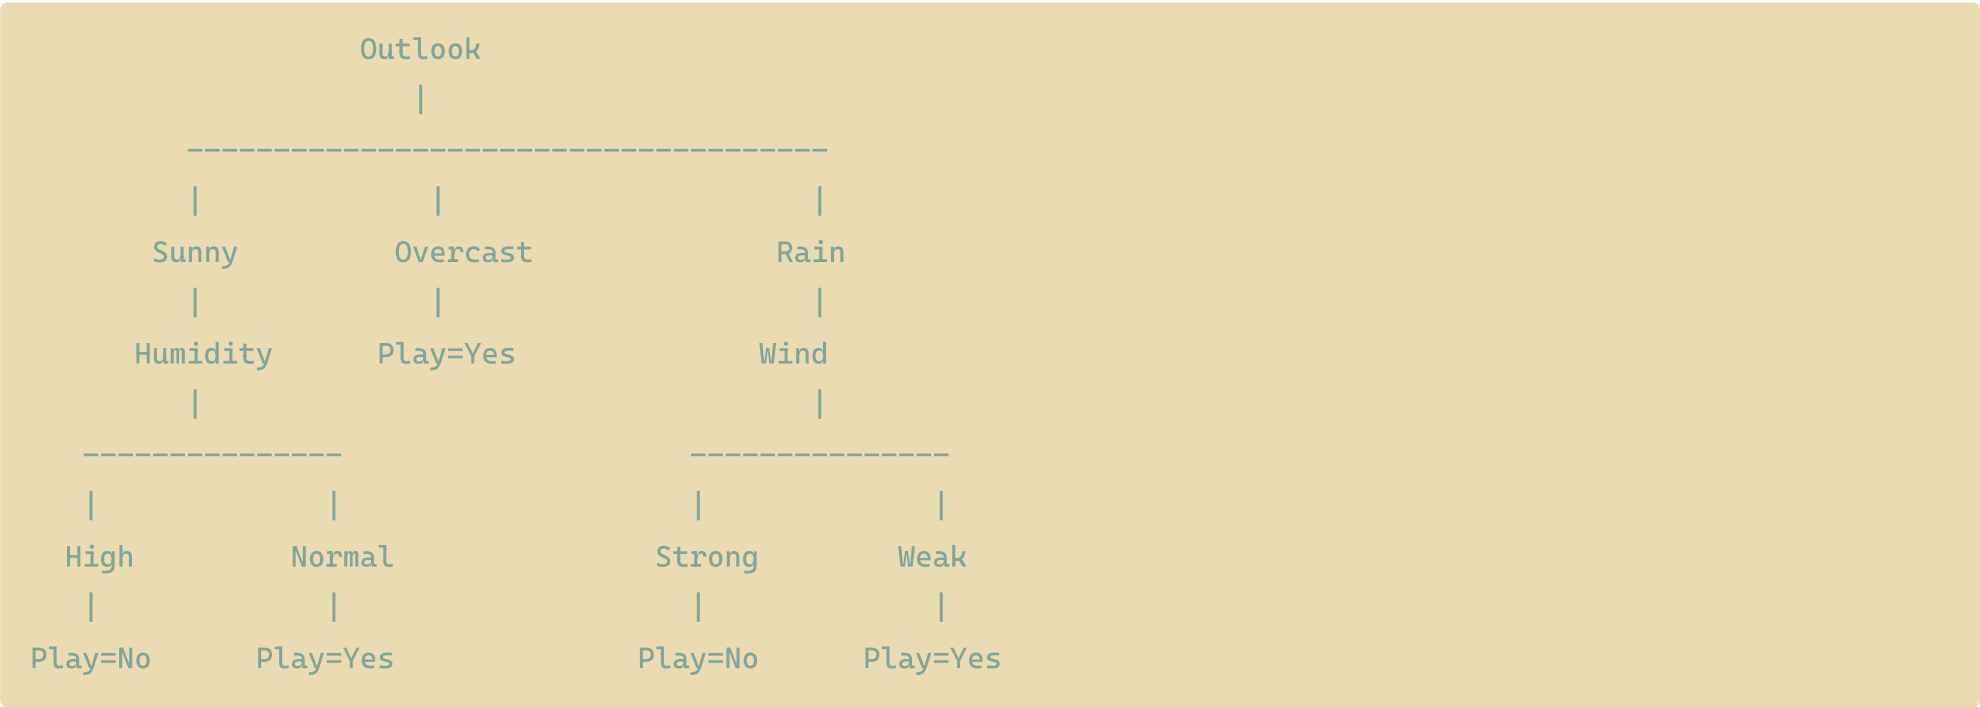 Outlook
|
-------------------------------------
| | |
Sunny Overcast Rain
| | |
Humidity Play=Yes Wind
| |
--------------- ---------------
| | | |
High Normal Strong Weak
| | | |
Play=No Play=Yes Play=No Play=Yes